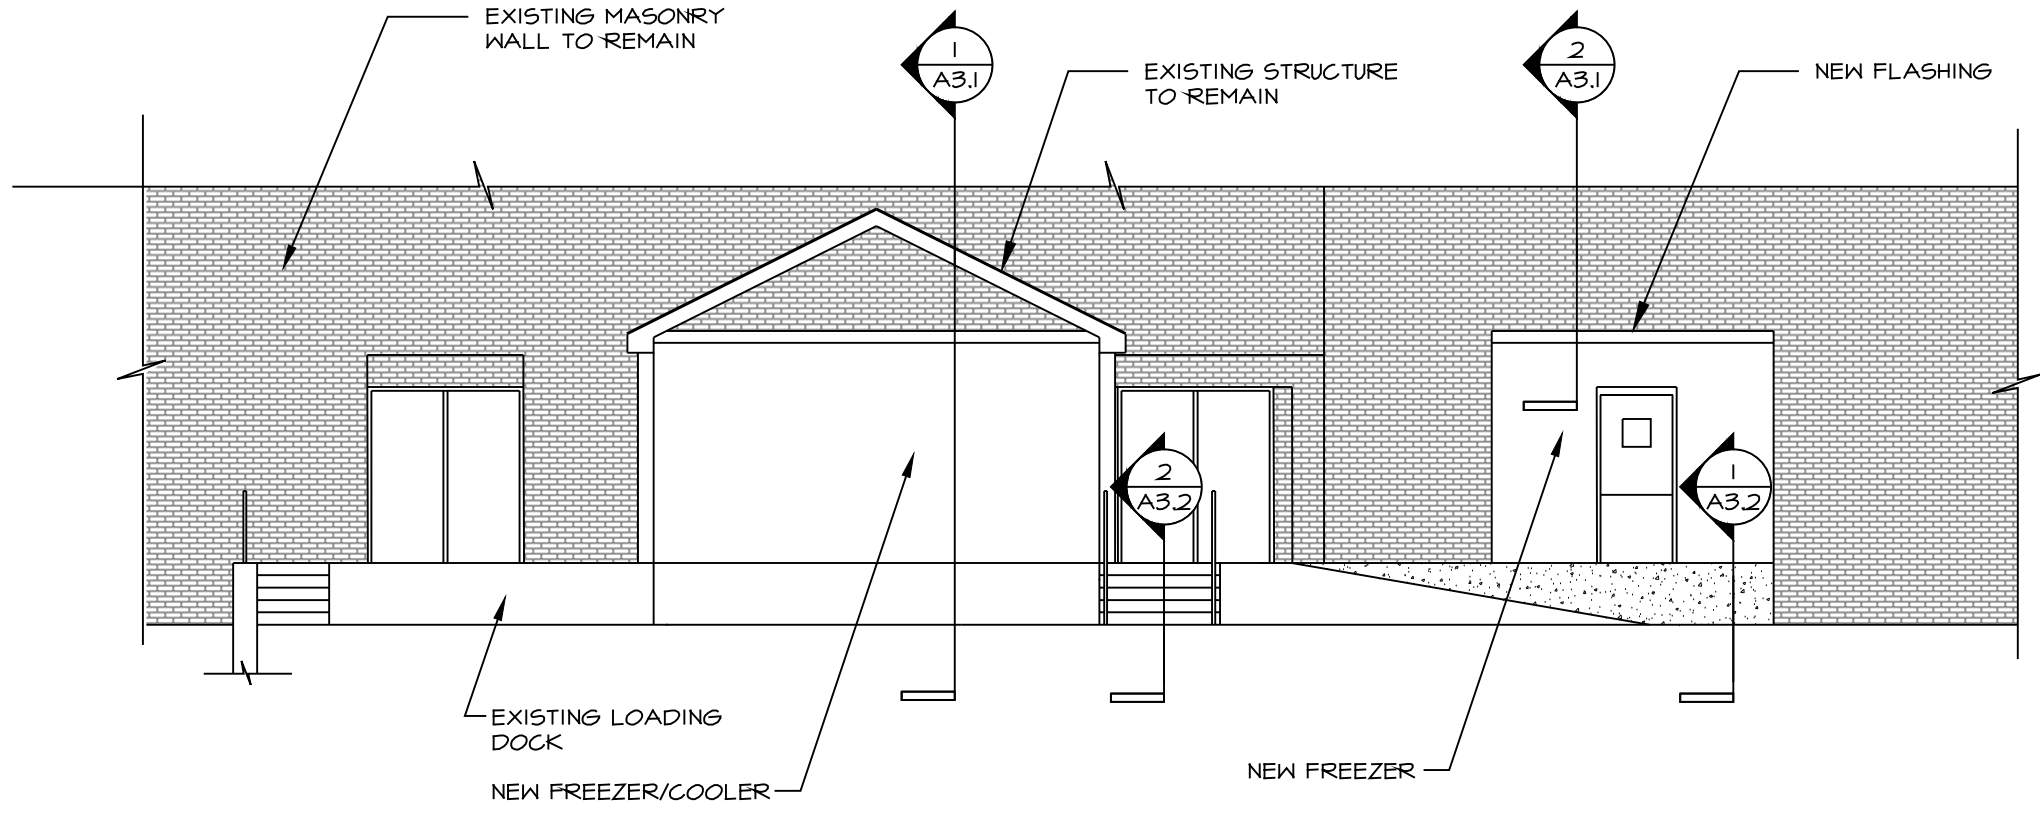 EXISTING MASONRY
WALL TO REMAIN
1
A3.1
EXISTING STRUCTURE
TO REMAIN
2
A3.1
NEW FLASHING
2
A3.2
1
A3.2
EXISTING LOADING
DOCK
NEW FREEZER/COOLER
NEW FREEZER